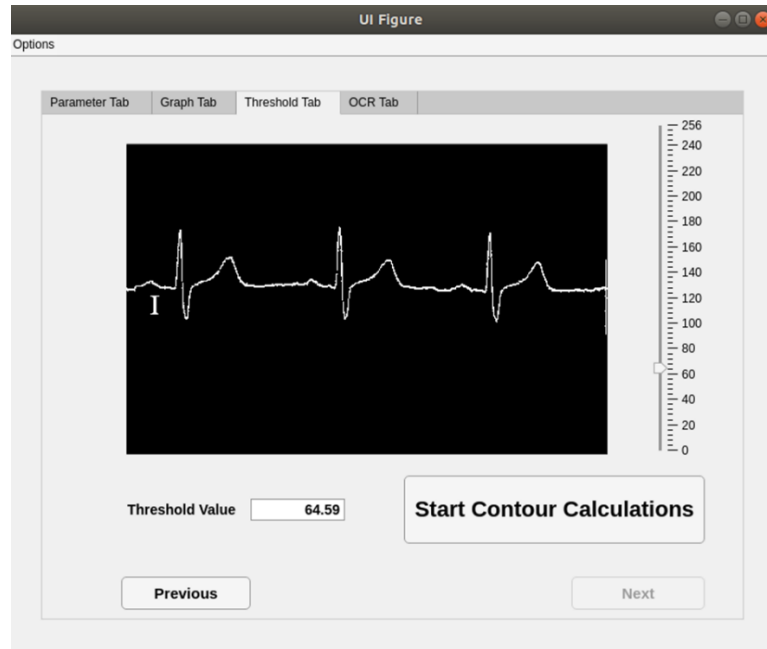 UI Figure
Options
Parameter Tab Graph Tab Threshold Tab OCR Tab
256
240
220
200
180
160
140
120
100
80
60
40
20
0
I
Threshold Value 64.59 Start Contour Calculations
Previous Next